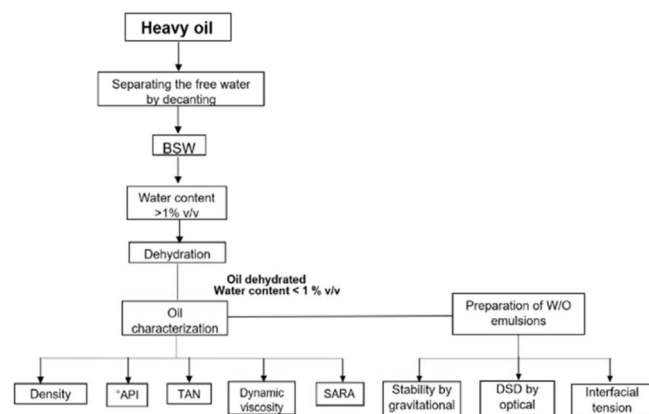 Heavy oil
Separating the free water
by decanting
BSW
Water content
>1% v/v
Dehydration
Oil dehydrated
Water content < 1 % v/v
Oil
characterization
Preparation of W/O
emulsions
Density
°API
TAN
Dynamic
viscosity
SARA
Stability by
gravitational
DSD by
optical
Interfacial
tension